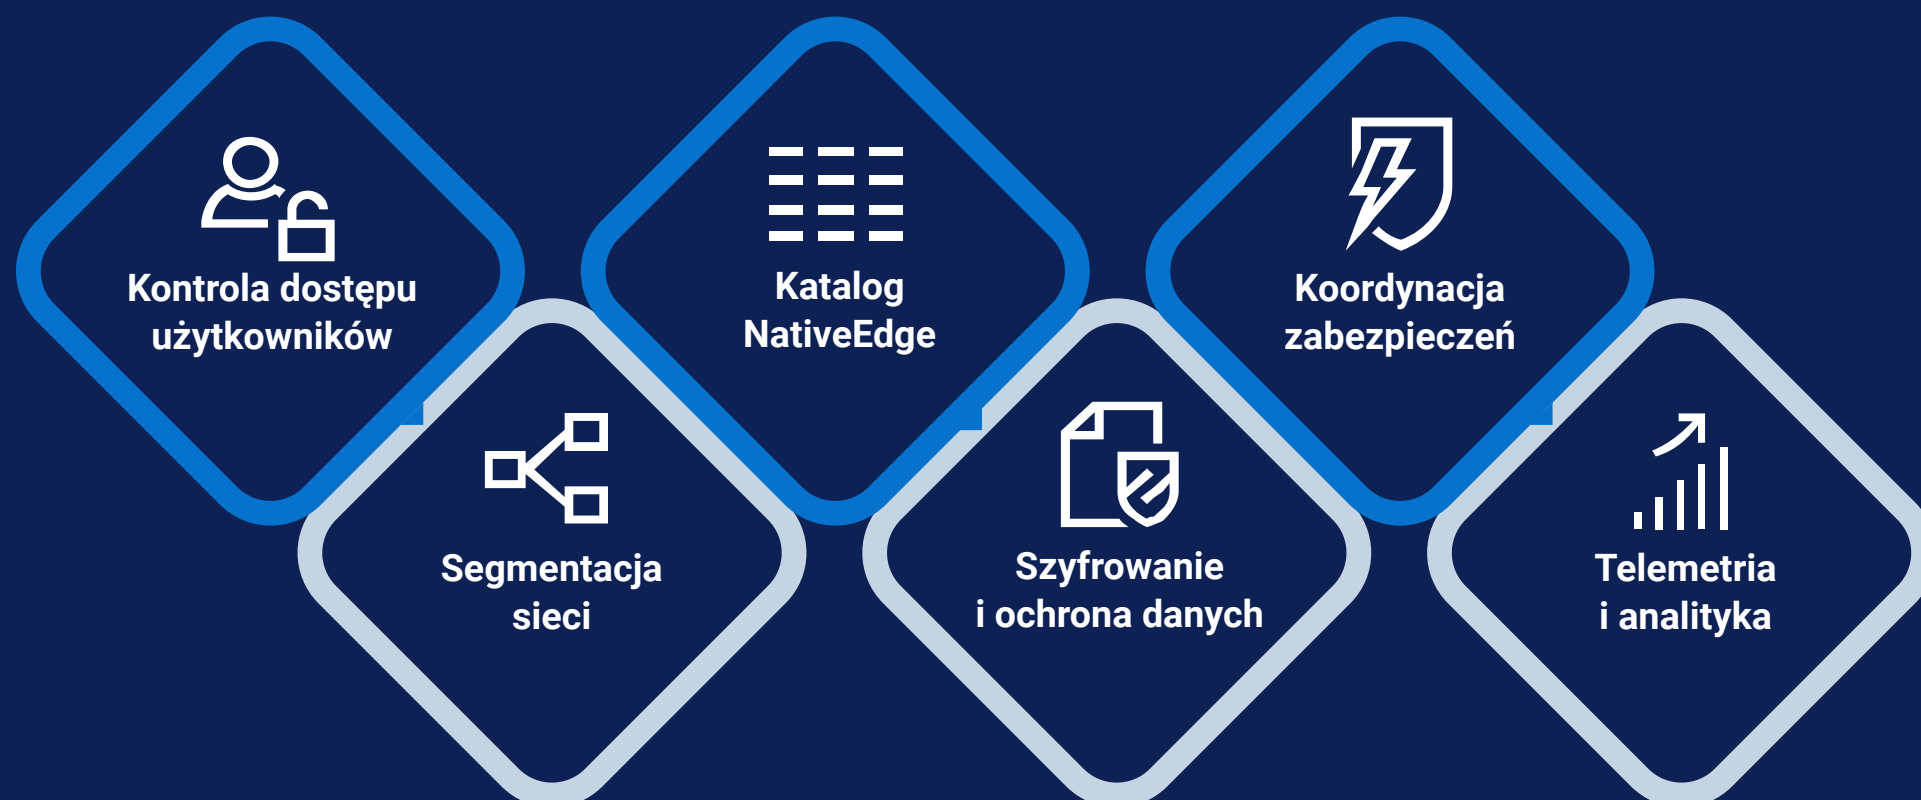 Kontrola dostępu
użytkowników
Katalog
NativeEdge
Koordynacja
zabezpieczeń
Segmentacja
sieci
Szyfrowanie
i ochrona danych
Telemetria
i analityka